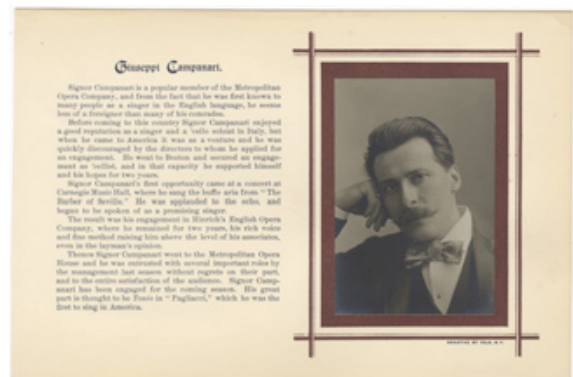 Giuseppi Campanari.
Signor Campanari is a popular member of the Metropolitan
Opera Company, and from the fact that he was first known to
many people as a singer in the English language, he seems
less of a foreigner than many of his comrades.
Before coming to this country Signor Campanari enjoyed
a good reputation as a singer and a 'cello soloist in Italy, but
when he came to America it was as a venture and he was
quickly discouraged by the directors to whom he applied for
an engagement. He went to Boston and secured an engage-
ment as 'cellist, and in that capacity he supported himself
and his hopes for two years.
Signor Campanari's first opportunity came at a concert at
Carnegie Music Hall, where he sang the buffo aria from "The
Barber of Seville." He was applauded to the echo, and
began to be spoken of as a promising singer.
The result was his engagement in Hinrich's English Opera
Company, where he remained for two years, his rich voice
and fine method raising him above the level of his associates,
even in the layman's opinion.
Thence Signor Campanari went to the Metropolitan Opera
House and he was entrusted with several important roles by
the management last season without regrets on their part,
and to the entire satisfaction of the audience. Signor Camp-
anari has been engaged for the coming season. His great
part is thought to be Tonio in "Pagliacci," which he was the
first to sing in America.
NEGATIVE BY FALK, N.Y.